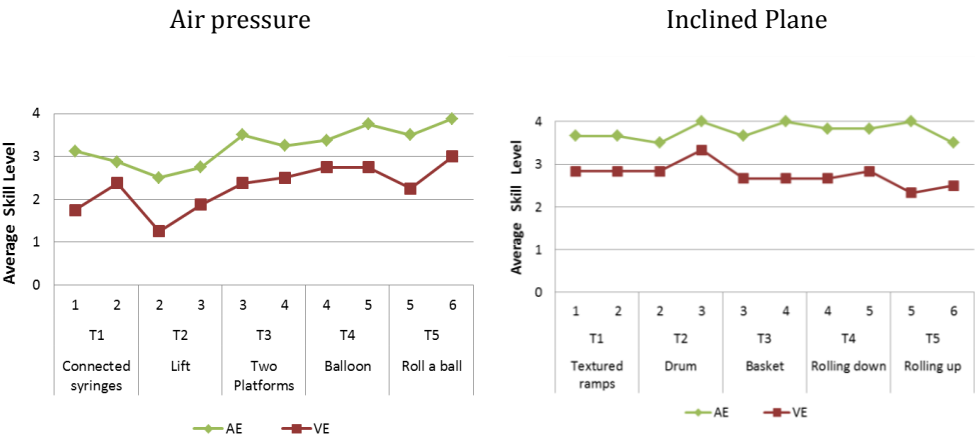 Air pressure
Average Skill Level
4
3
2
1
0
1 2 2 3 3 4 4 5 5 6
T1 T2 T3 T4 T5
Connected syringes Lift Two Platforms Balloon Roll a ball
AE VE
Inclined Plane
Average Skill Level
4
3
2
1
0
1 2 2 3 3 4 4 5 5 6
T1 T2 T3 T4 T5
Textured ramps Drum Basket Rolling down Rolling up
AE VE